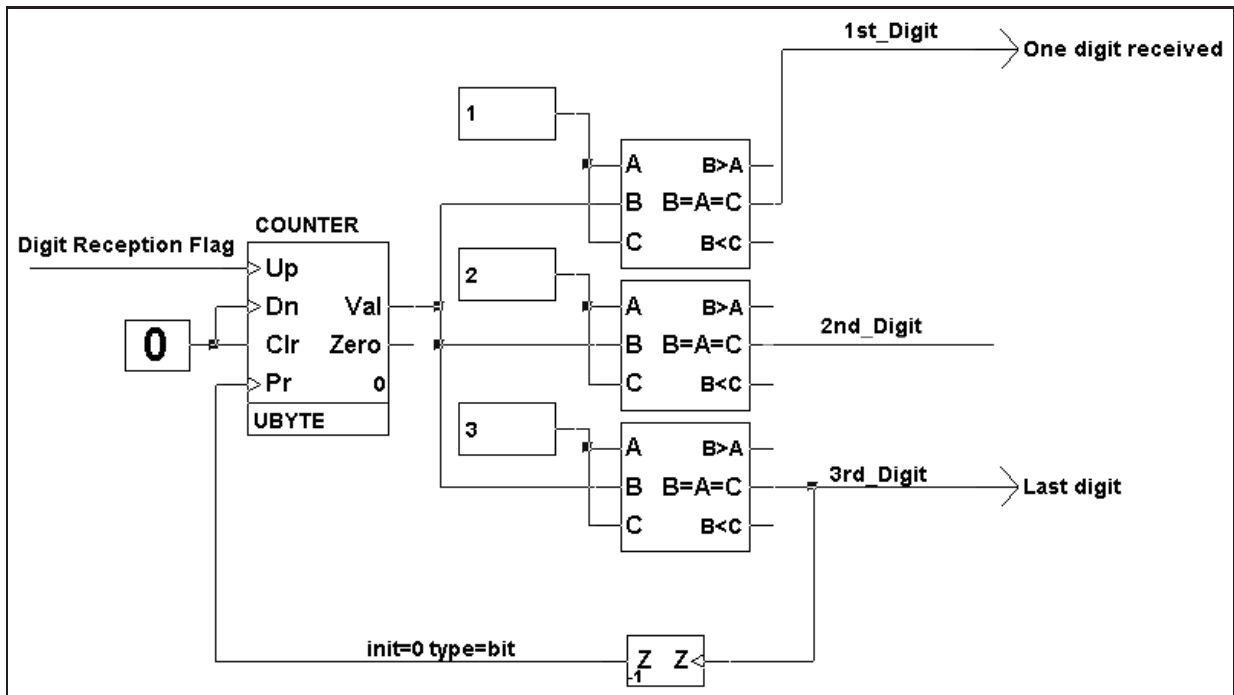 1st_Digit
One digit received
1
A B>A
B B=A=C
C B<C
COUNTER
Digit Reception Flag
Up
Dn Val
Clr Zero
Pr 0
UBYTE
0
2
A B>A
B B=A=C
C B<C
2nd_Digit
3
A B>A
B B=A=C
C B<C
3rd_Digit
Last digit
init=0 type=bit
Z Z
-1